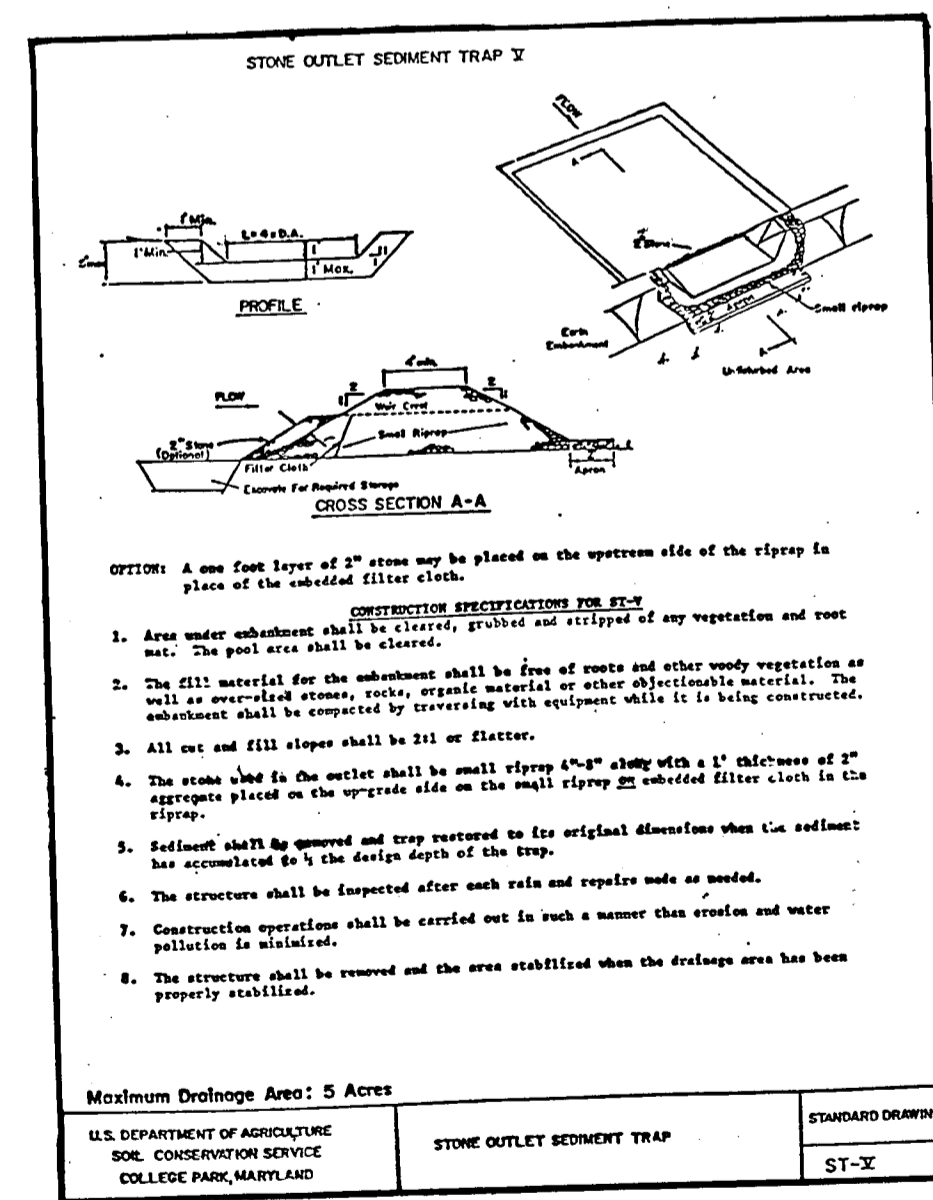 STONE OUTLET SEDIMENT TRAP V
FLOW
A
1' Min.
L=4xD.A.
1' Min.
1' Max.
PROFILE
2" Stone
Small riprap
Earth
Embankment
A
Undisturbed Area
4' min.
2
2
FLOW
Weir Crest
2" Stone
(Optional)
Small Riprap
Filter Cloth
Apron
Excavate For Required Storage
CROSS SECTION A-A
OPTION: A one foot layer of 2" stone may be placed on the upstream side of the riprap in
place of the embedded filter cloth.
CONSTRUCTION SPECIFICATIONS FOR ST-V
1. Area under embankment shall be cleared, grubbed and stripped of any vegetation and root
mat. The pool area shall be cleared.
2. The fill material for the embankment shall be free of roots and other woody vegetation as
well as over-sized stones, rocks, organic material or other objectionable material. The
embankment shall be compacted by traversing with equipment while it is being constructed.
3. All cut and fill slopes shall be 2:1 or flatter.
4. The stone used in the outlet shall be small riprap 4"-8" along with a 1' thickness of 2"
aggregate placed on the up-grade side on the small riprap or embedded filter cloth in the
riprap.
5. Sediment shall be removed and trap restored to its original dimensions when the sediment
has accumulated to ½ the design depth of the trap.
6. The structure shall be inspected after each rain and repairs made as needed.
7. Construction operations shall be carried out in such a manner than erosion and water
pollution is minimized.
8. The structure shall be removed and the area stabilized when the drainage area has been
properly stabilized.
Maximum Drainage Area: 5 Acres
U.S. DEPARTMENT OF AGRICULTURE
SOIL CONSERVATION SERVICE
COLLEGE PARK, MARYLAND
STONE OUTLET SEDIMENT TRAP
STANDARD DRAWIN
ST-V